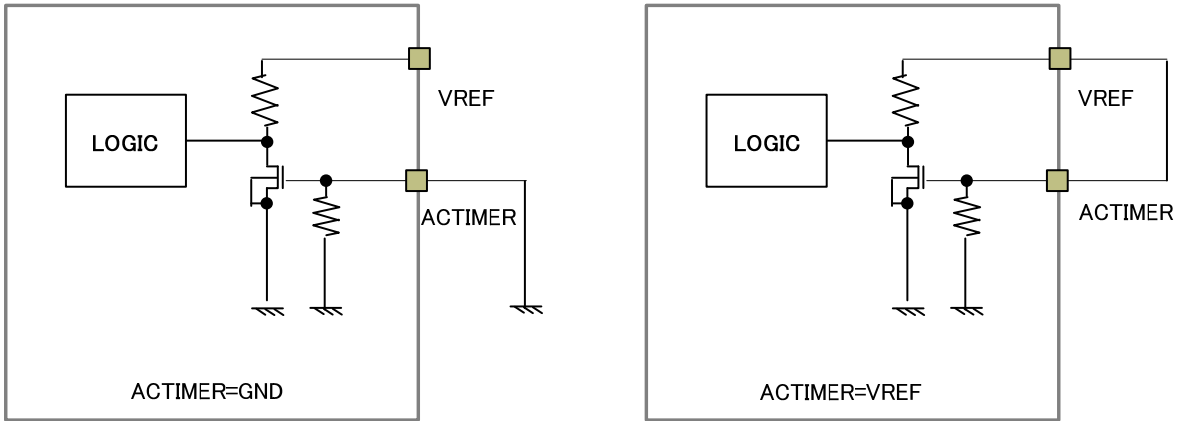 VREF
LOGIC
ACTIMER
ACTIMER=GND
VREF
LOGIC
ACTIMER
ACTIMER=VREF